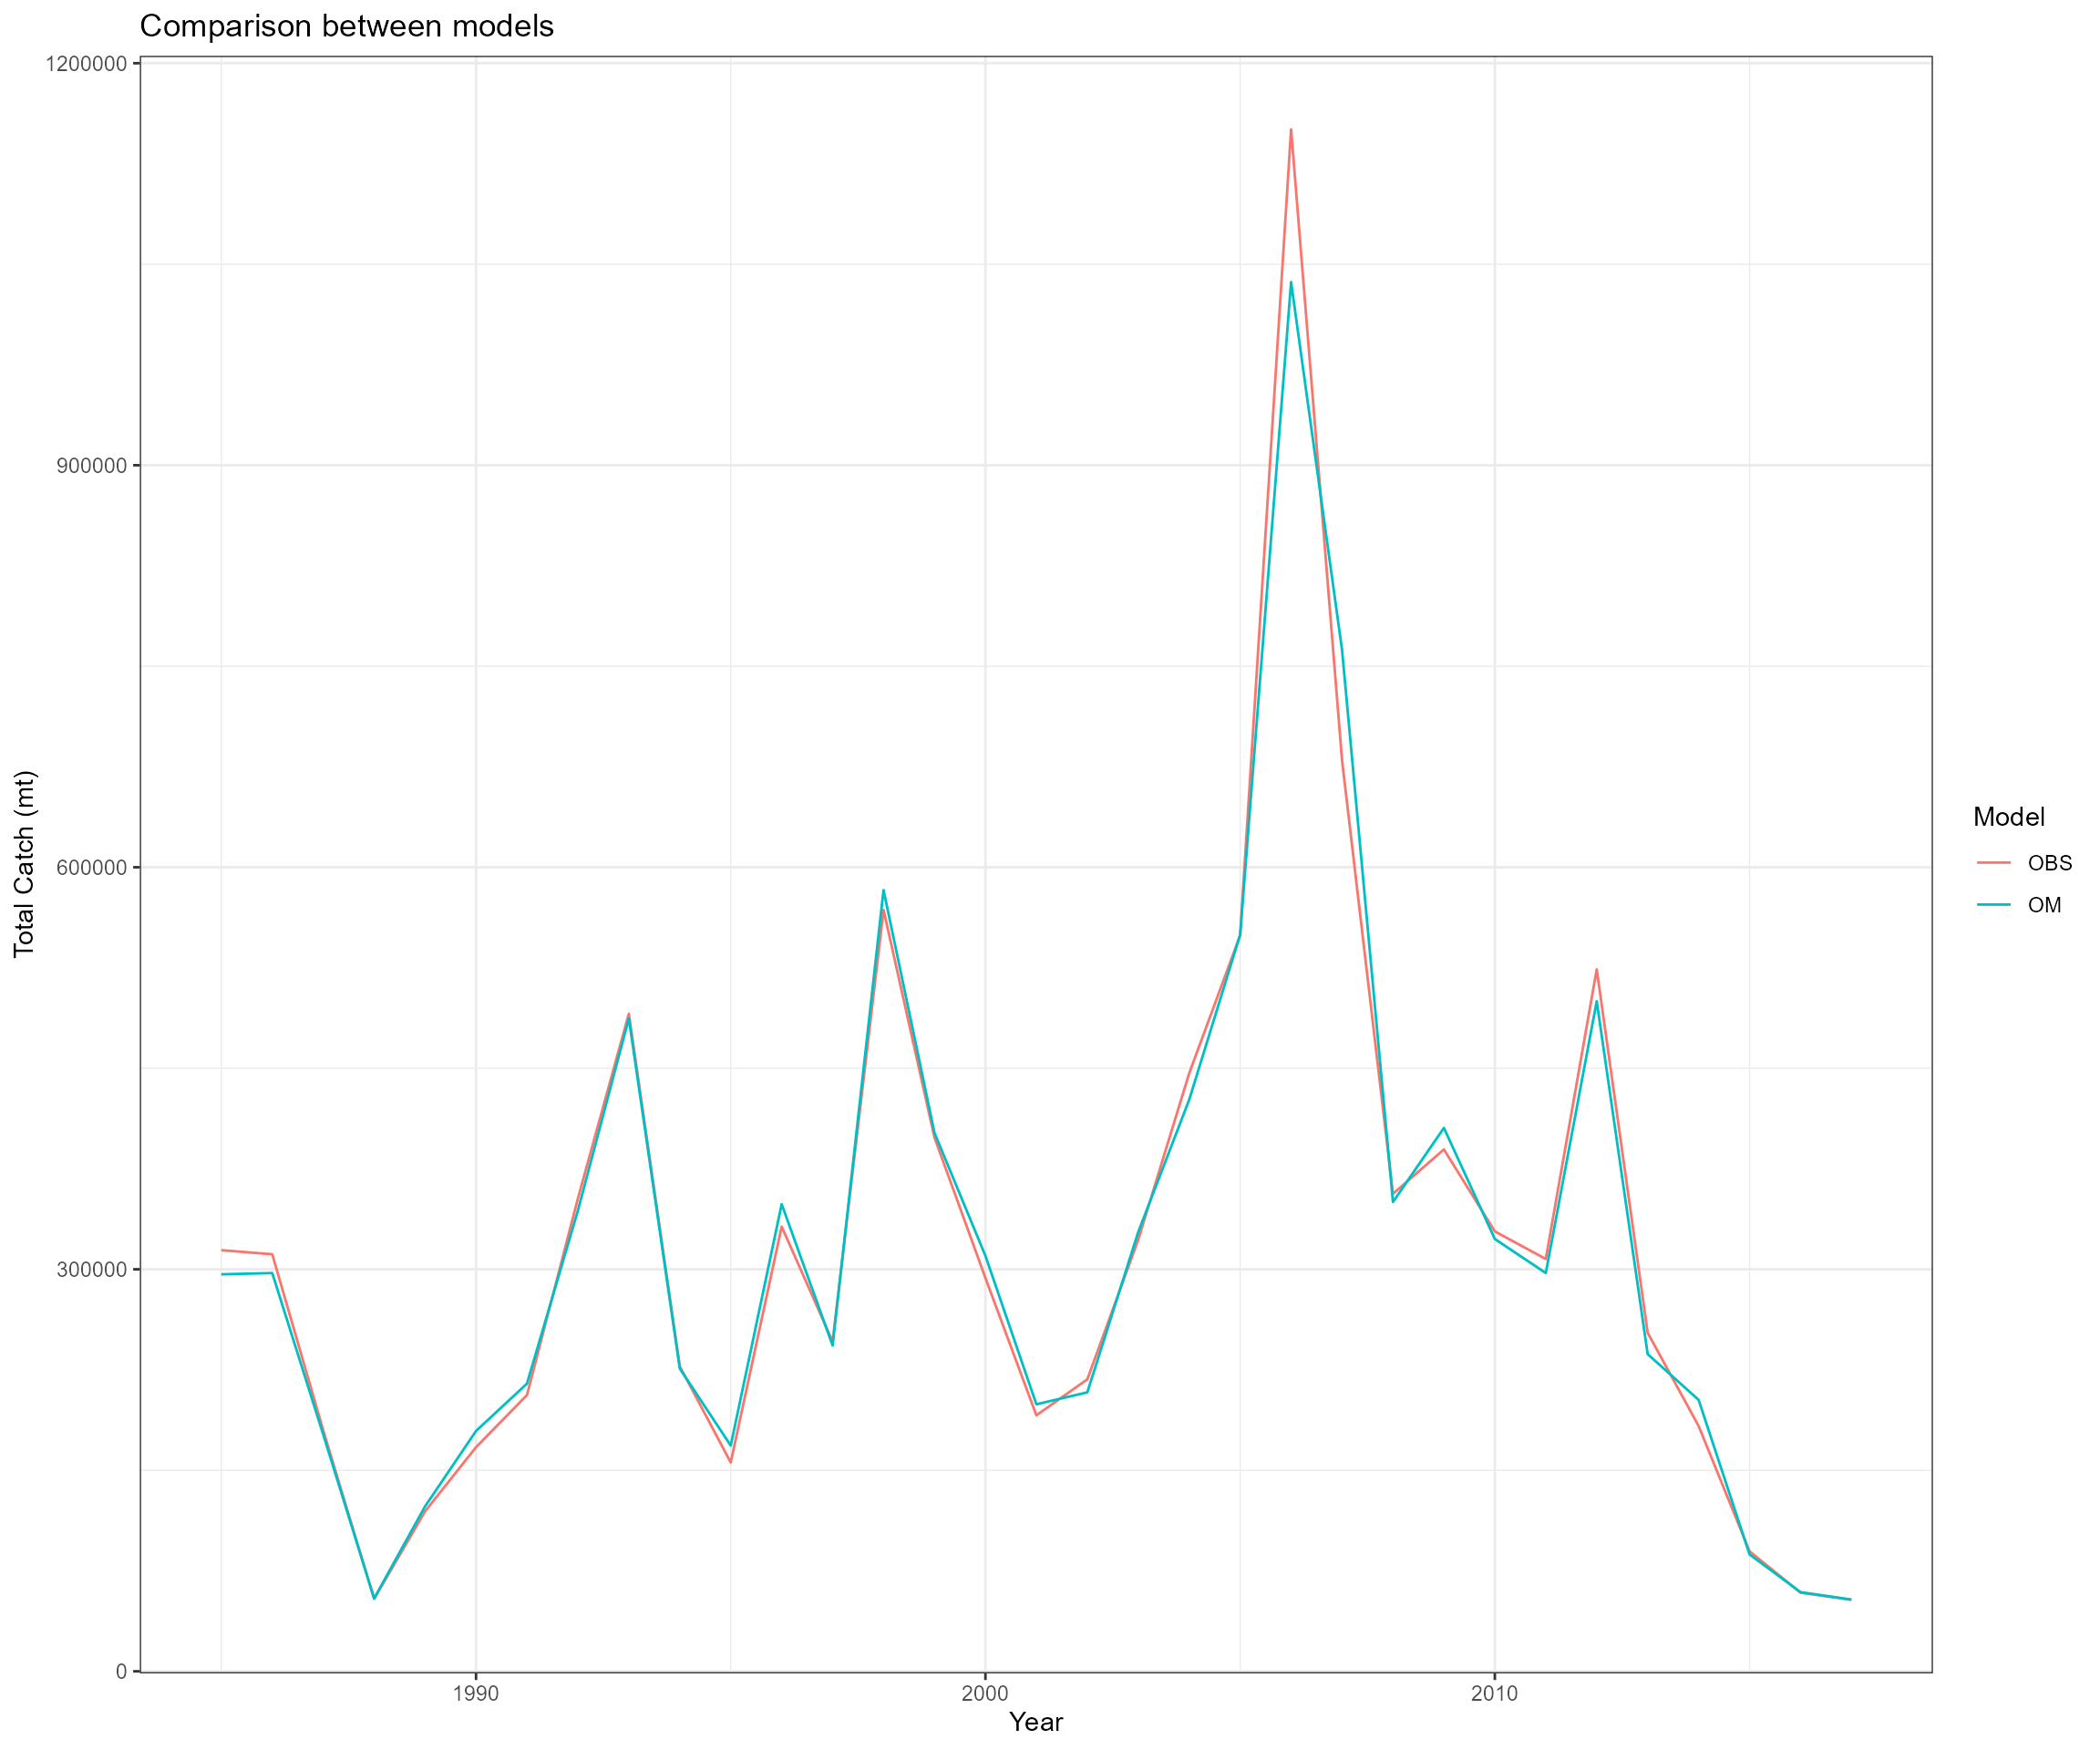 Comparison between models
1200000
900000
600000
300000
0
Total Catch (mt)
1990
2000
2010
Year
Model
OBS
OM